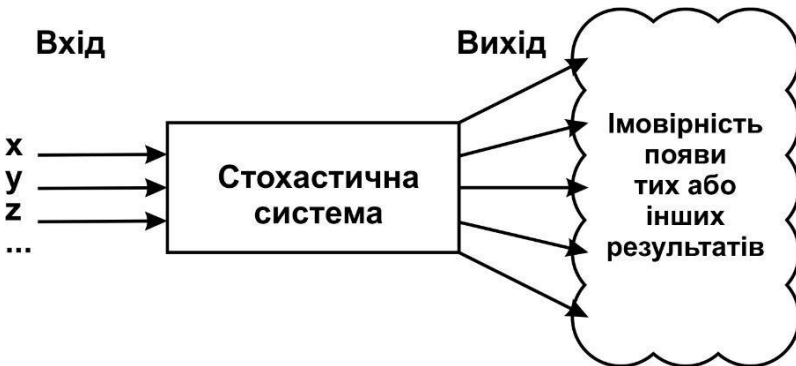 Вхід
Вихід
x
y
z
...
Стохастична
система
Імовірність
появи
тих або
інших
результатів